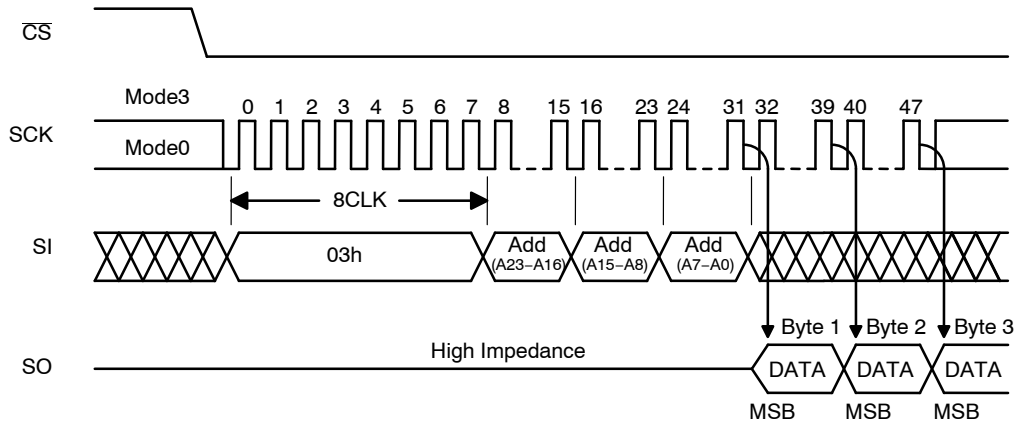 CS
Mode3
0 1 2 3 4 5 6 7 8 15 16 23 24 31 32 39 40 47
SCK
Mode0
8CLK
SI
03h
Add
(A23–A16)
Add
(A15–A8)
Add
(A7–A0)
Byte 1 Byte 2 Byte 3
High Impedance
SO
DATA DATA DATA
MSB MSB MSB